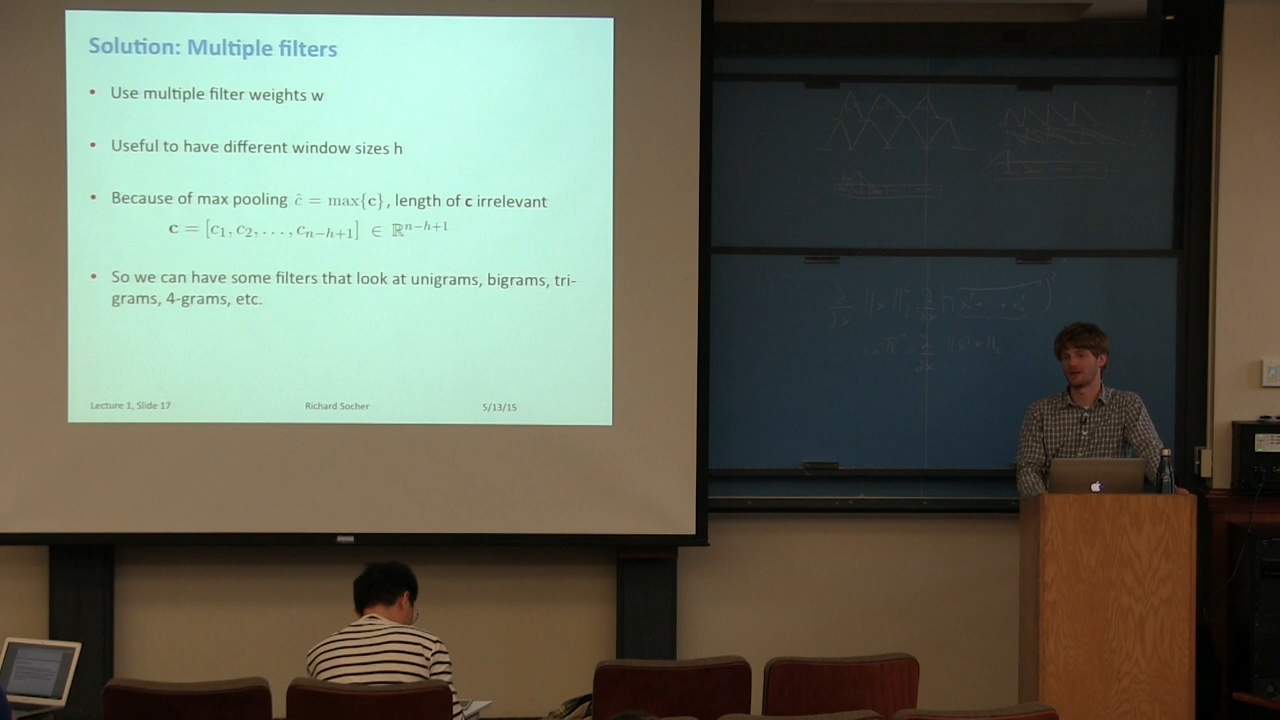 Solution: Multiple filters
• Use multiple filter weights w
• Useful to have different window sizes h
• Because of max pooling ĉ = max{c}, length of c irrelevant
c = [c₁, c₂, . . . , cₙ₋ₕ₊₁] ∈ ℝⁿ⁻ʰ⁺¹
• So we can have some filters that look at unigrams, bigrams, tri-
grams, 4-grams, etc.
Lecture 1, Slide 17 Richard Socher 5/13/15